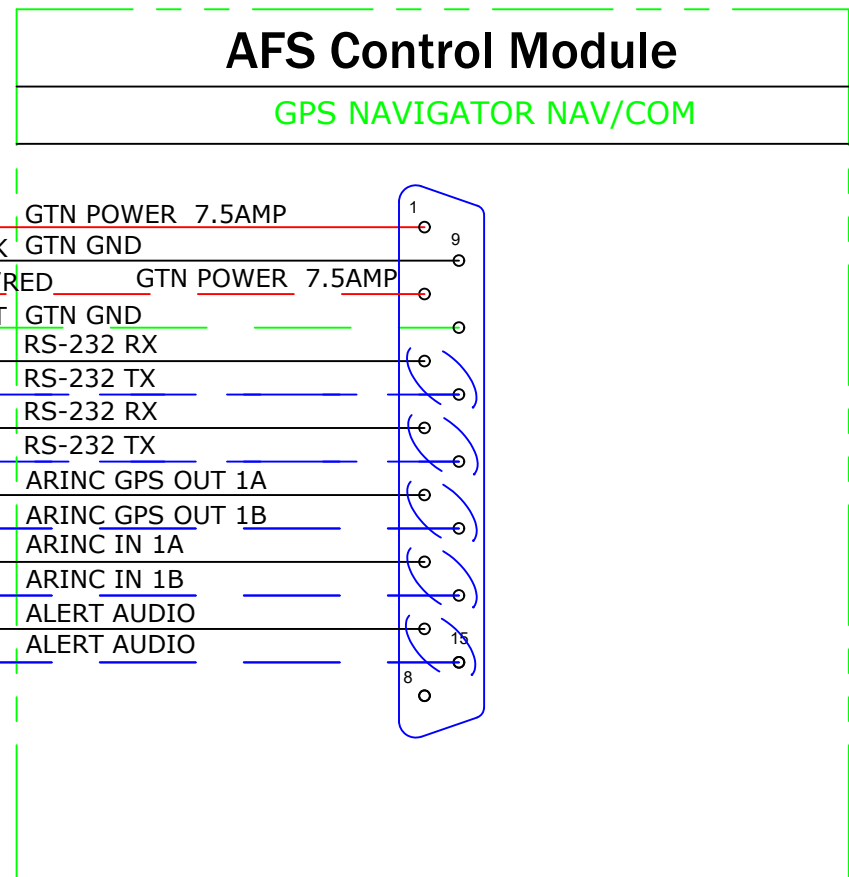 AFS Control Module
GPS NAVIGATOR NAV/COM
1
GTN POWER 7.5AMP
9
K GTN GND
/RED GTN POWER 7.5AMP
T GTN GND
RS-232 RX
RS-232 TX
RS-232 RX
RS-232 TX
ARINC GPS OUT 1A
ARINC GPS OUT 1B
ARINC IN 1A
ARINC IN 1B
ALERT AUDIO
15
ALERT AUDIO
8